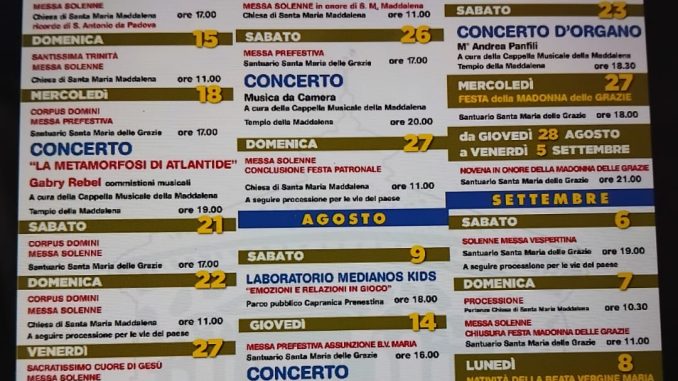 MESSA SOLENNE
Chiesa di Santa Maria Maddalena ore 17.00
ricordo di S. Antonio da Padova
DOMENICA 15
SANTISSIMA TRINITÀ
MESSA SOLENNE
Chiesa di Santa Maria Maddalena ore 11.00
MERCOLEDÌ 18
CORPUS DOMINI
MESSA PREFESTIVA
Santuario Santa Maria delle Grazie ore 17.00
CONCERTO
"LA METAMORFOSI DI ATLANTIDE"
Gabry Rebel commistioni musicali
A cura della Cappella Musicale della Maddalena
Tempio della Maddalena ore 19.00
SABATO 21
CORPUS DOMINI
MESSA SOLENNE
Santuario Santa Maria delle Grazie ore 17.00
DOMENICA 22
CORPUS DOMINI
MESSA SOLENNE
Chiesa di Santa Maria Maddalena ore 11.00
A seguire processione per le vie del paese
VENERDÌ 27
SACRATISSIMO CUORE DI GESÙ
MESSA SOLENNE
MESSA SOLENNE in onore di S. M. Maddalena
Chiesa di Santa Maria Maddalena ore 11.00
SABATO 26
MESSA PREFESTIVA
Santuario Santa Maria delle Grazie ore 17.00
CONCERTO
Musica da Camera
A cura della Cappella Musicale della Maddalena
Tempio della Maddalena ore 20.00
DOMENICA 27
MESSA SOLENNE
CONCLUSIONE FESTA PATRONALE
Chiesa di Santa Maria Maddalena ore 11.00
A seguire processione per le vie del paese
AGOSTO
SABATO 9
LABORATORIO MEDIANOS KIDS
"EMOZIONI E RELAZIONI IN GIOCO"
Parco pubblico Capranica Prenestina ore 18.00
GIOVEDÌ 14
MESSA PREFESTIVA ASSUNZIONE B.V. MARIA
Santuario Santa Maria delle Grazie ore 16.00
CONCERTO
SABATO 23
CONCERTO D'ORGANO
M° Andrea Panfili
A cura della Cappella Musicale della Maddalena
Tempio della Maddalena ore 18.30
MERCOLEDÌ 27
FESTA della MADONNA delle GRAZIE
Santuario Santa Maria delle Grazie ore 18.00
da GIOVEDÌ 28 AGOSTO
a VENERDÌ 5 SETTEMBRE
NOVENA IN ONORE DELLA MADONNA DELLE GRAZIE
Santuario Santa Maria delle Grazie ore 21.00
SETTEMBRE
SABATO 6
SOLENNE MESSA VESPERTINA
Santuario Santa Maria delle Grazie ore 19.00
A seguire processione per le vie del paese
DOMENICA 7
PROCESSIONE
Partenza Chiesa di Santa Maria Maddalena ore 10.30
MESSA SOLENNE
CHIUSURA FESTA MADONNA DELLE GRAZIE
Santuario Santa Maria delle Grazie ore 11.00
LUNEDÌ 8
NATIVITÀ DELLA BEATA VERGINE MARIA